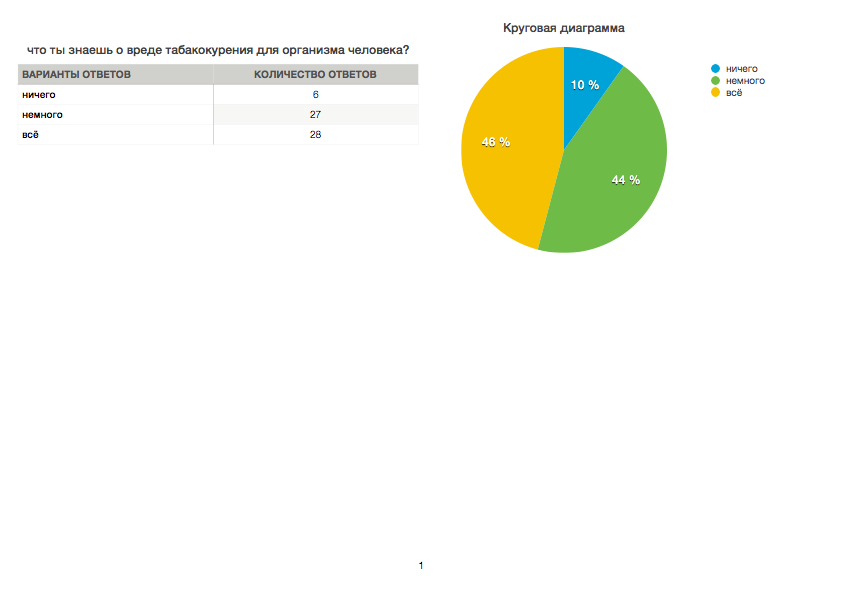 что ты знаешь о вреде табакокурения для организма человека?
ВАРИАНТЫ ОТВЕТОВ КОЛИЧЕСТВО ОТВЕТОВ
ничего 6
немного 27
всё 28
Круговая диаграмма
10 %
46 %
44 %
ничего
немного
всё
1